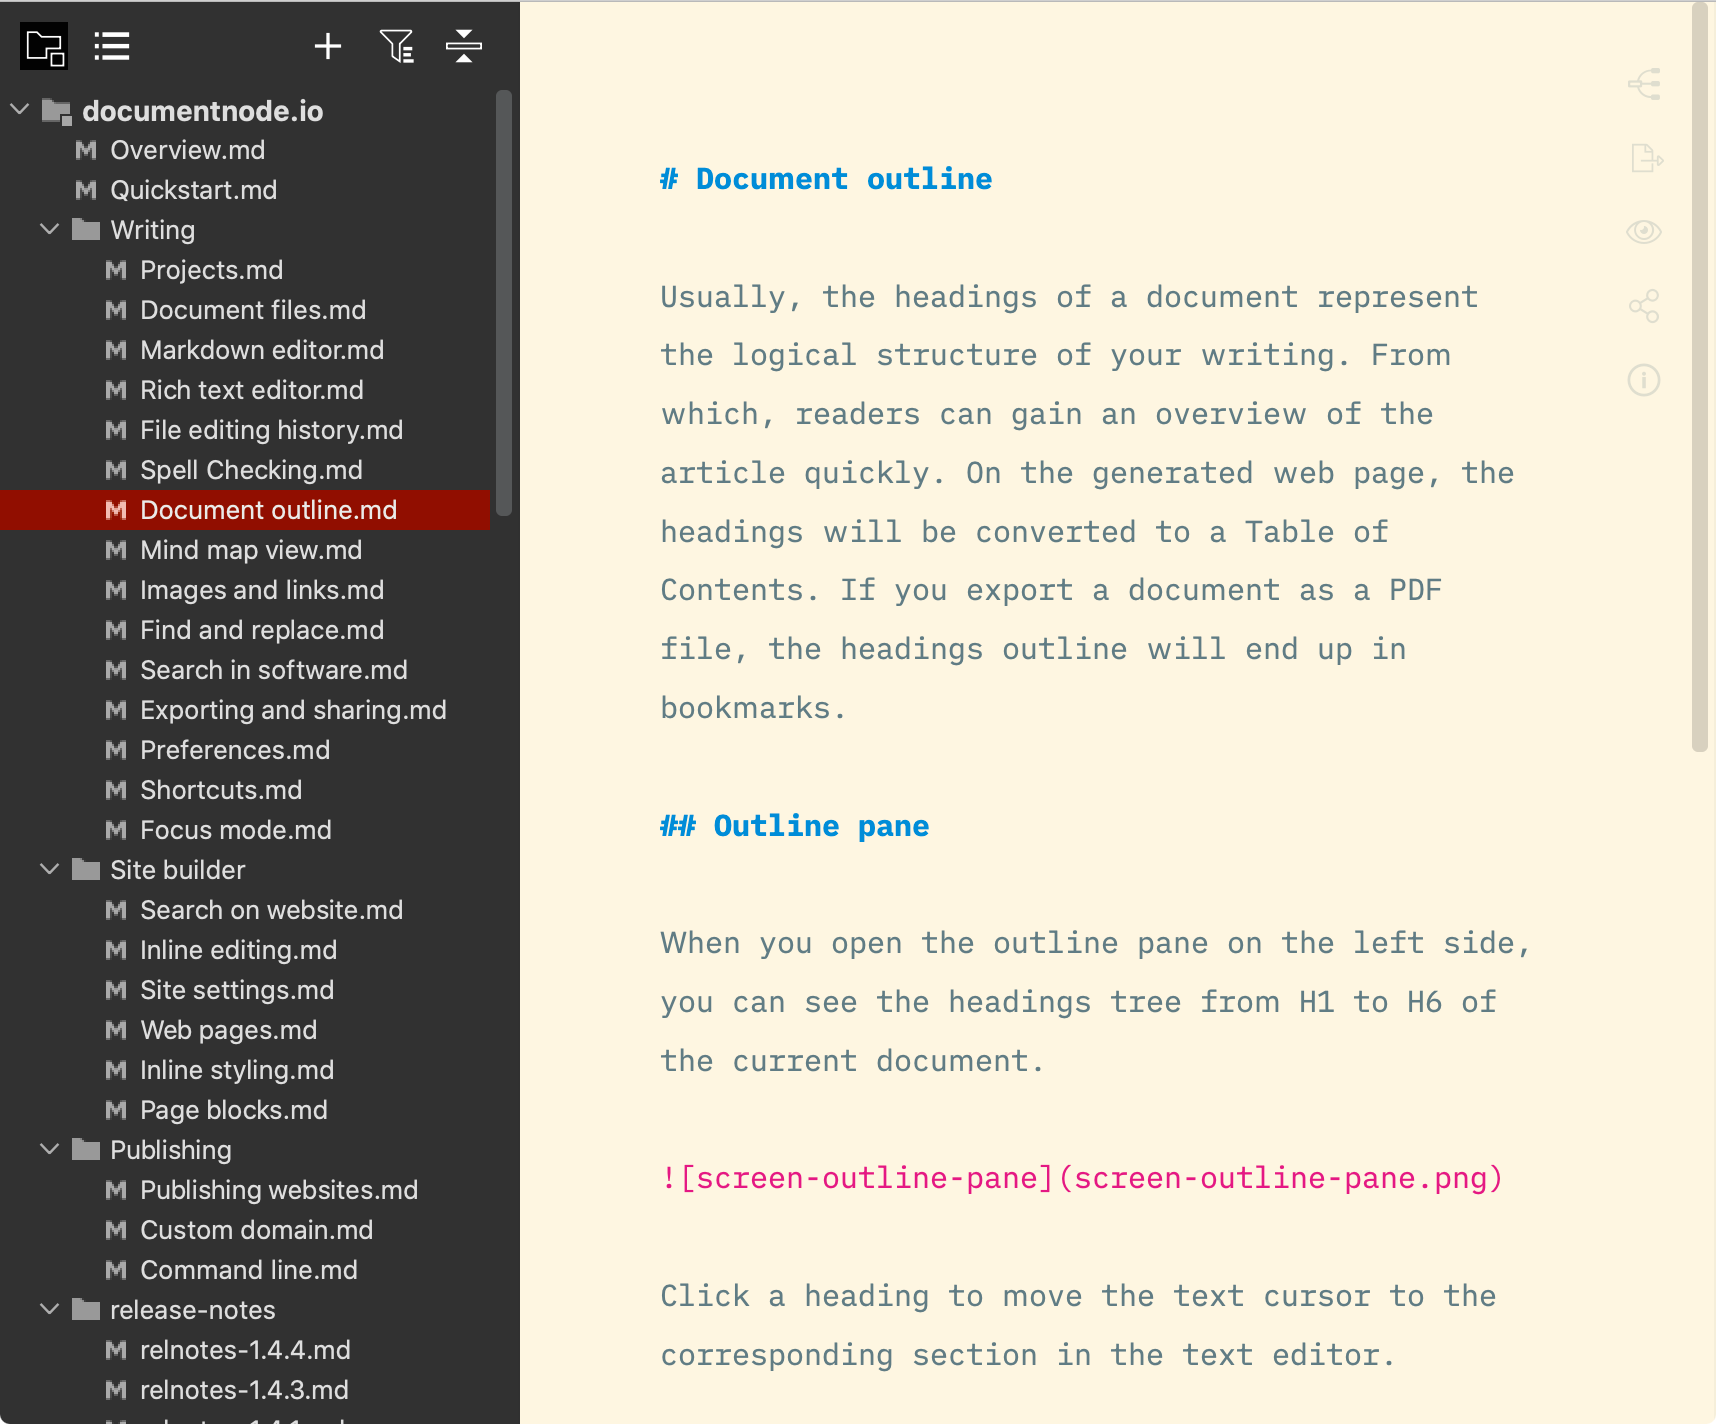 documentnode.io
Overview.md
Quickstart.md
Writing
Projects.md
Document files.md
Markdown editor.md
Rich text editor.md
File editing history.md
Spell Checking.md
Document outline.md
Mind map view.md
Images and links.md
Find and replace.md
Search in software.md
Exporting and sharing.md
Preferences.md
Shortcuts.md
Focus mode.md
Site builder
Search on website.md
Inline editing.md
Site settings.md
Web pages.md
Inline styling.md
Page blocks.md
Publishing
Publishing websites.md
Custom domain.md
Command line.md
release-notes
relnotes-1.4.4.md
relnotes-1.4.3.md
# Document outline
Usually, the headings of a document represent
the logical structure of your writing. From
which, readers can gain an overview of the
article quickly. On the generated web page, the
headings will be converted to a Table of
Contents. If you export a document as a PDF
file, the headings outline will end up in
bookmarks.
## Outline pane
When you open the outline pane on the left side,
you can see the headings tree from H1 to H6 of
the current document.
![screen-outline-pane](screen-outline-pane.png)
Click a heading to move the text cursor to the
corresponding section in the text editor.